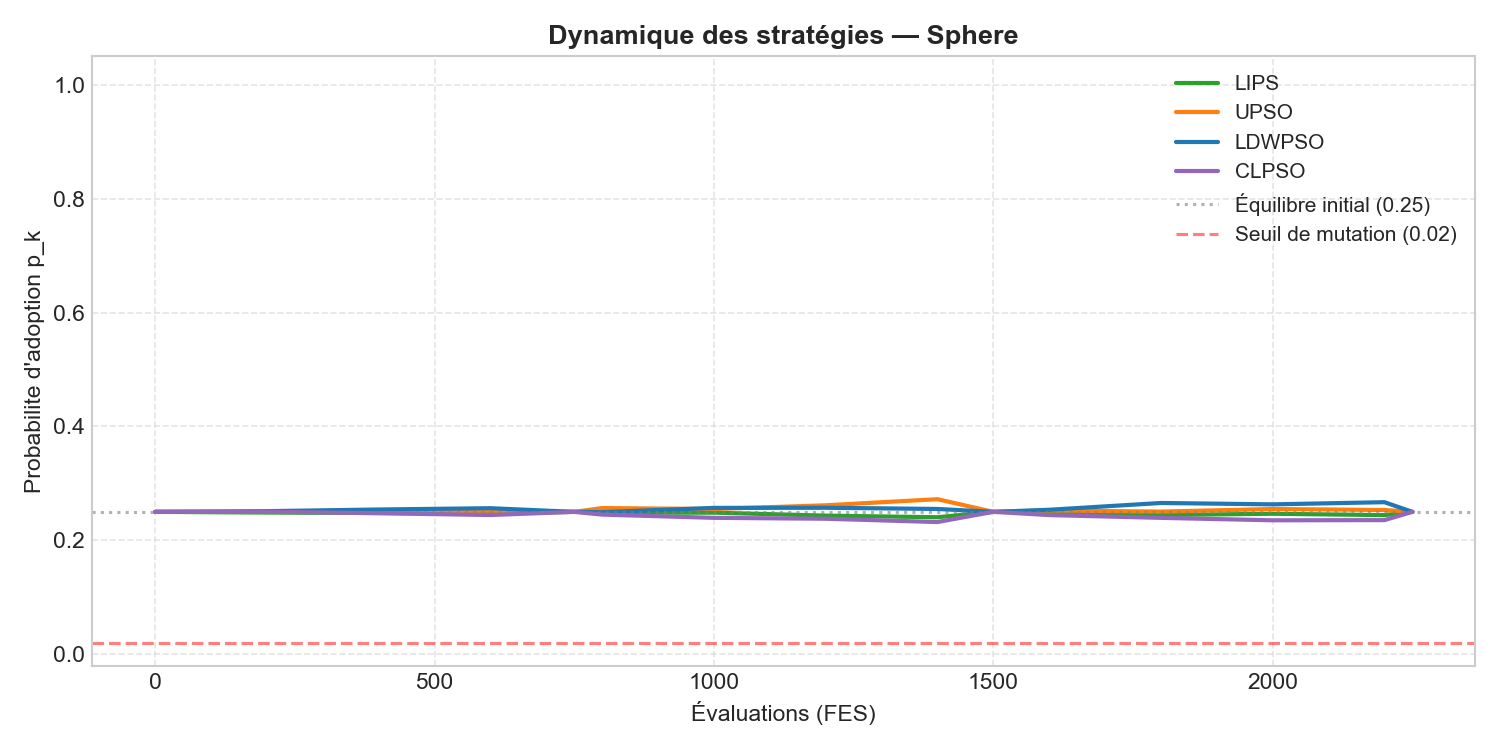 Dynamique des stratégies — Sphere
LIPS
UPSO
LDWPSO
CLPSO
Équilibre initial (0.25)
Seuil de mutation (0.02)
Probabilite d'adoption p_k
1.0
0.8
0.6
0.4
0.2
0.0
0
500
1000
1500
2000
Évaluations (FES)